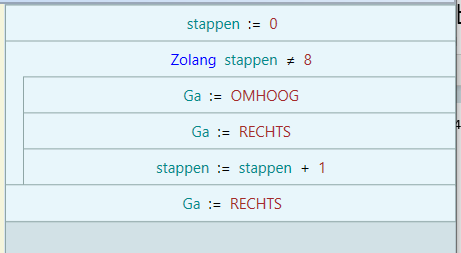 stappen := 0
Zolang stappen ≠ 8
Ga := OMHOOG
Ga := RECHTS
stappen := stappen + 1
Ga := RECHTS